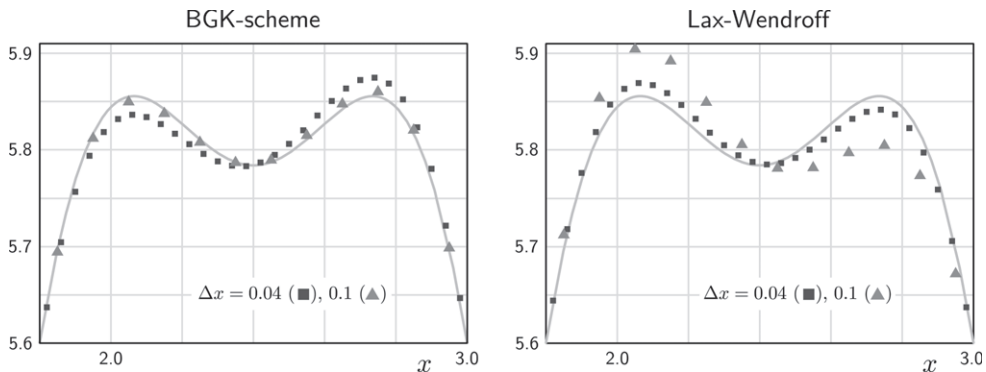 BGK-scheme
5.9
5.8
5.7
5.6
2.0
3.0
x
Δx = 0.04 (■), 0.1 (▲)
Lax-Wendroff
5.9
5.8
5.7
5.6
2.0
3.0
x
Δx = 0.04 (■), 0.1 (▲)